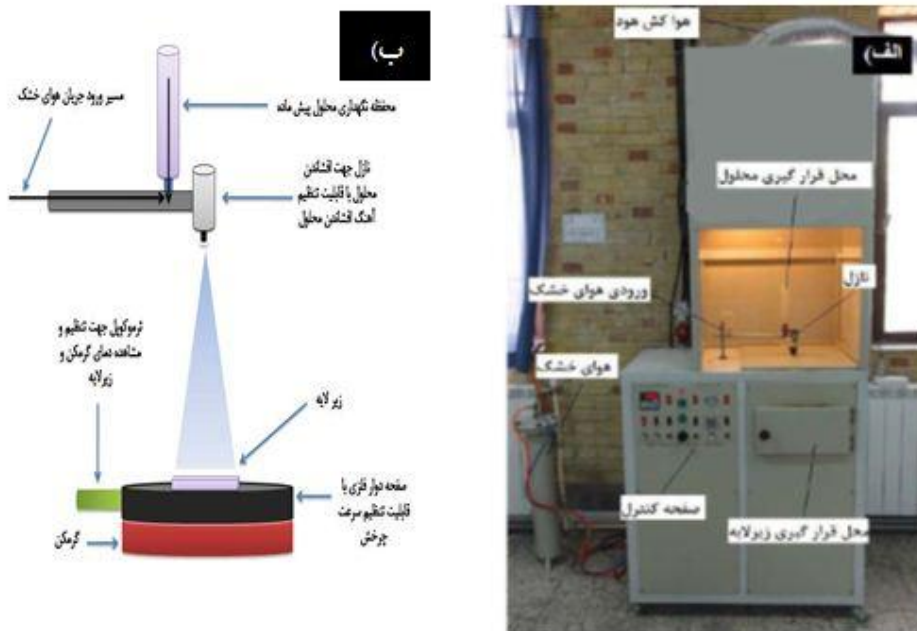 الف)
هوا کش هود
محل قرار گیری محلول
نازل
ورودی هوای خشک
هوای خشک
صفحه کنترل
محل قرار گیری زیرلایه
ب)
مسیر ورود جریان هوای خشک
محفظه نگهداری محلول پیش ماده
نازل جهت افشاندن
محلول با قابلیت تنظیم
آهنگ افشاندن محلول
ترموکوپل جهت تنظیم و
مشاهده دمای گرمکن و
زیرلایه
زیر لایه
صفحه دوار فلزی با
قابلیت تنظیم سرعت
چرخش
گرمکن